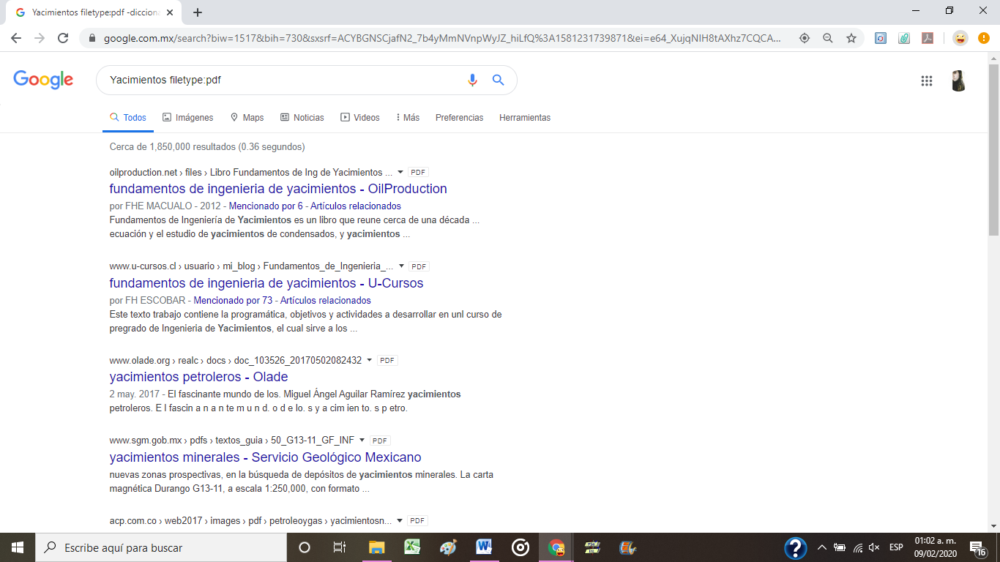 Yacimientos filetype:pdf -dicciona
google.com.mx/search?biw=1517&bih=730&sxsrf=ACYBGNSCjafN2_7b4yMmNVnpWyJZ_hiLfQ%3A1581231739871&ei=e64_XujqNIH8tAXhz7CQCA...
Google
Yacimientos filetype:pdf
Todos Imágenes Maps Noticias Videos Más Preferencias Herramientas
Cerca de 1,850,000 resultados (0.36 segundos)
oilproduction.net › files › Libro Fundamentos de Ing de Yacimientos ... PDF
fundamentos de ingenieria de yacimientos - OilProduction
por FHE MACUALO - 2012 - Mencionado por 6 - Artículos relacionados
Fundamentos de Ingeniería de Yacimientos es un libro que reune cerca de una década ...
ecuación y el estudio de yacimientos de condensados, y yacimientos ...
www.u-cursos.cl › usuario › mi_blog › Fundamentos_de_Ingenieria_... PDF
fundamentos de ingenieria de yacimientos - U-Cursos
por FH ESCOBAR - Mencionado por 73 - Artículos relacionados
Este texto trabajo contiene la programática, objetivos y actividades a desarrollar en unl curso de
pregrado de Ingeniería de Yacimientos, el cual sirve a los ...
www.olade.org › realc › docs › doc_103526_20170502082432 PDF
yacimientos petroleros - Olade
2 may. 2017 - El fascinante mundo de los. Miguel Ángel Aguilar Ramírez yacimientos
petroleros. E l fascin a n a n te m u n d. o d e lo. s y a cim ien to. s p etro.
www.sgm.gob.mx › pdfs › textos_guia › 50_G13-11_GF_INF PDF
yacimientos minerales - Servicio Geológico Mexicano
nuevas zonas prospectivas, en la búsqueda de depósitos de yacimientos minerales. La carta
magnética Durango G13-11, a escala 1:250,000, con formato ...
acp.com.co › web2017 › images › pdf › petroleoygas › yacimientosn... PDF
Escribe aquí para buscar
ESP
01:02 a. m.
09/02/2020
16